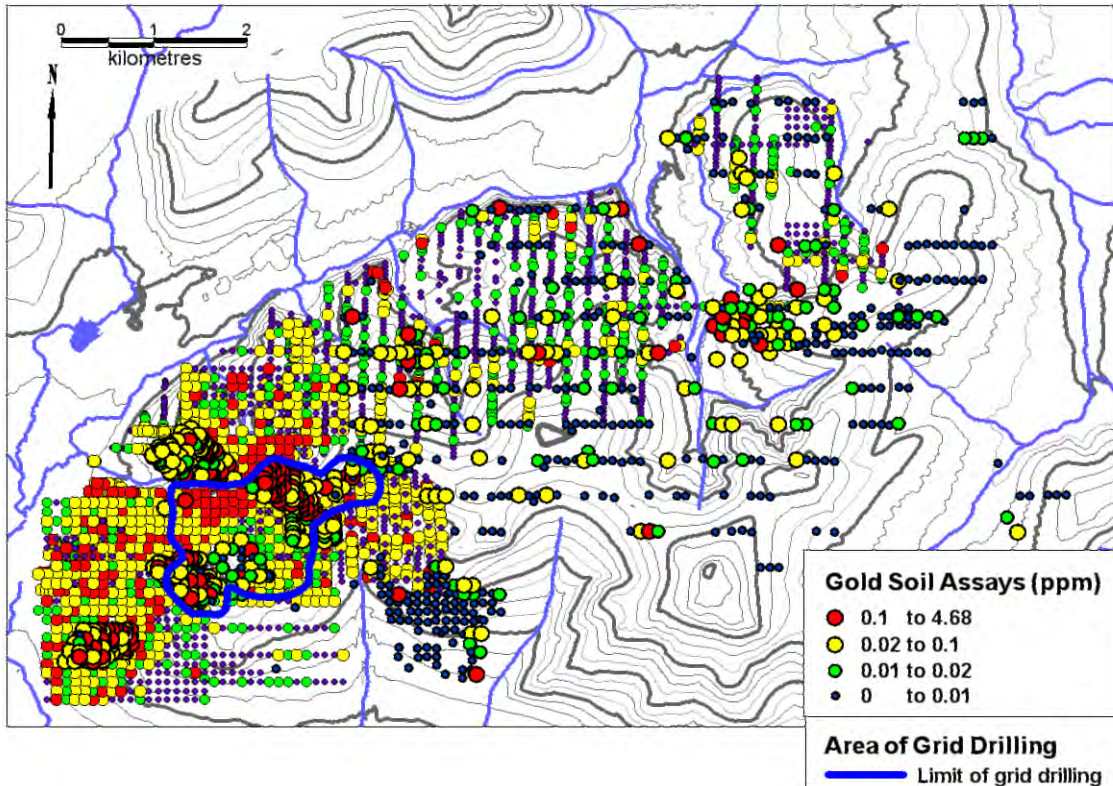 0 1 2
kilometres
N
Gold Soil Assays (ppm)
0.1 to 4.68
0.02 to 0.1
0.01 to 0.02
0 to 0.01
Area of Grid Drilling
Limit of grid drilling